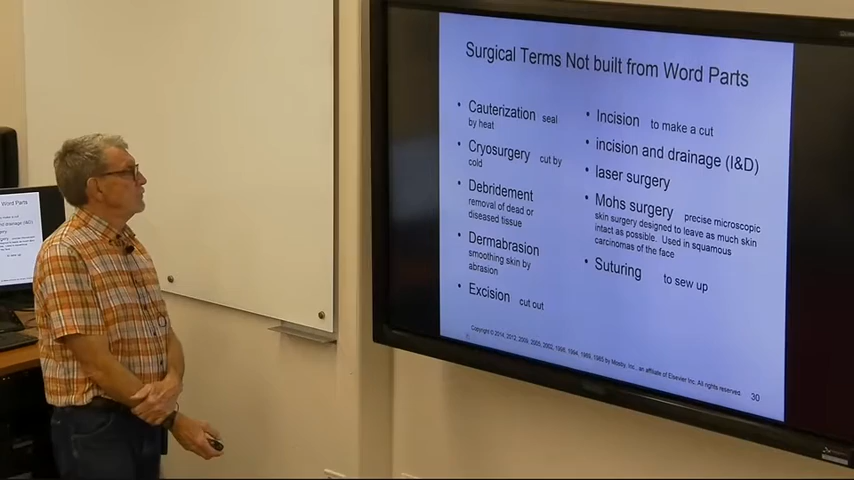 Surgical Terms Not built from Word Parts
• Cauterization seal
by heat
• Cryosurgery cut by
cold
• Debridement
removal of dead or
diseased tissue
• Dermabrasion
smoothing skin by
abrasion
• Excision cut out
• Incision to make a cut
• incision and drainage (I&D)
• laser surgery
• Mohs surgery precise microscopic
skin surgery designed to leave as much skin
intact as possible. Used in squamous
carcinomas of the face
• Suturing to sew up
30
Word Parts